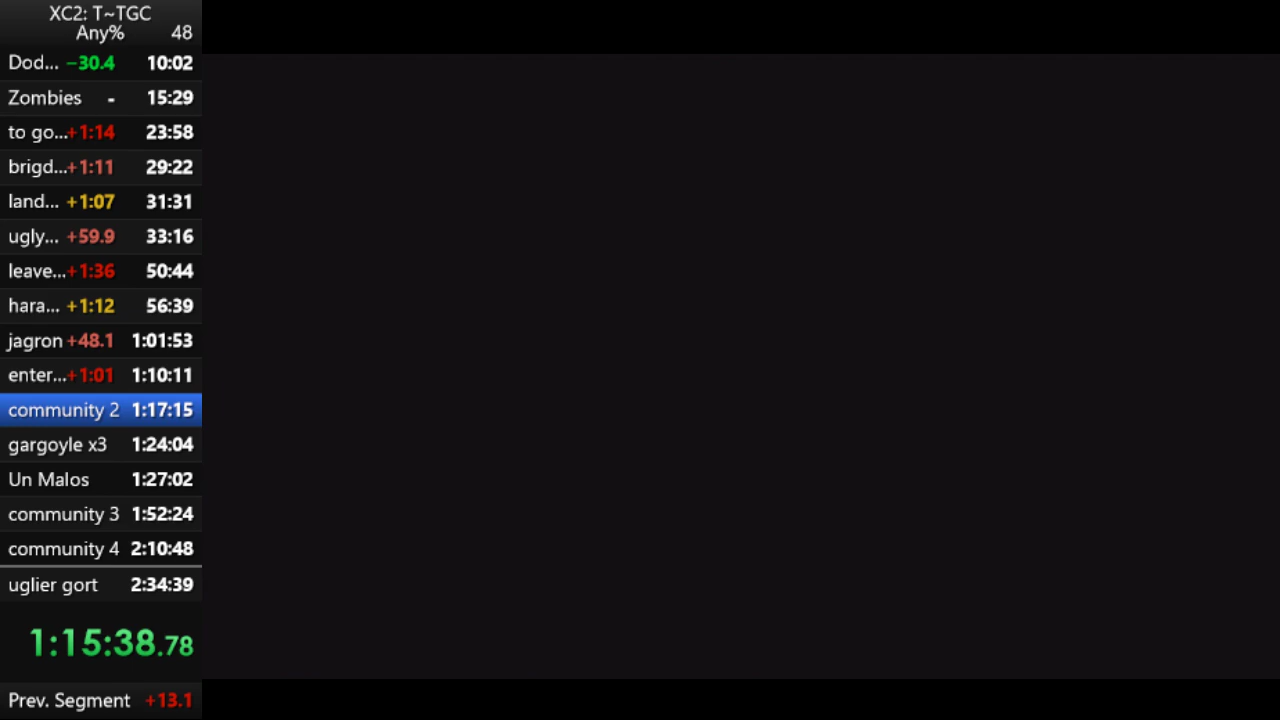 XC2: T~TGC
Any% 48
Dod... −30.4 10:02
Zombies - 15:29
to go...+1:14 23:58
brigd...+1:11 29:22
land... +1:07 31:31
ugly... +59.9 33:16
leave...+1:36 50:44
hara... +1:12 56:39
jagron +48.1 1:01:53
enter...+1:01 1:10:11
community 2 1:17:15
gargoyle x3 1:24:04
Un Malos 1:27:02
community 3 1:52:24
community 4 2:10:48
uglier gort 2:34:39
1:15:38.78
Prev. Segment +13.1